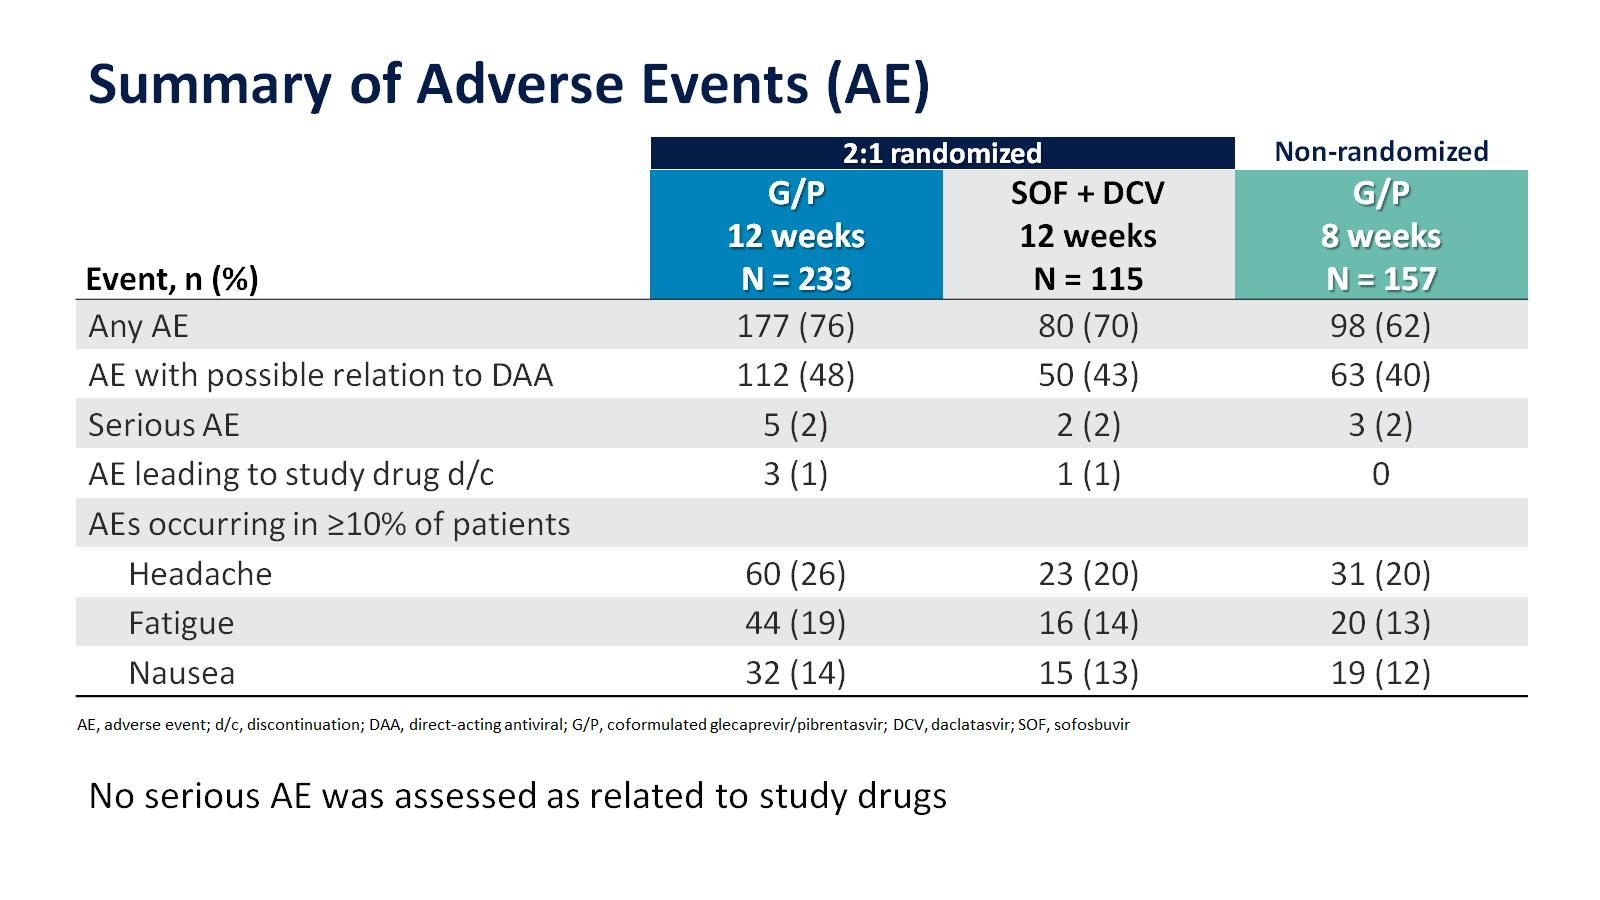 Summary of Adverse Events (AE)
2:1 randomized Non-randomized
G/P SOF + DCV G/P
12 weeks 12 weeks 8 weeks
Event, n (%) N = 233 N = 115 N = 157
Any AE 177 (76) 80 (70) 98 (62)
AE with possible relation to DAA 112 (48) 50 (43) 63 (40)
Serious AE 5 (2) 2 (2) 3 (2)
AE leading to study drug d/c 3 (1) 1 (1) 0
AEs occurring in ≥10% of patients
Headache 60 (26) 23 (20) 31 (20)
Fatigue 44 (19) 16 (14) 20 (13)
Nausea 32 (14) 15 (13) 19 (12)
AE, adverse event; d/c, discontinuation; DAA, direct-acting antiviral; G/P, coformulated glecaprevir/pibrentasvir; DCV, daclatasvir; SOF, sofosbuvir
No serious AE was assessed as related to study drugs